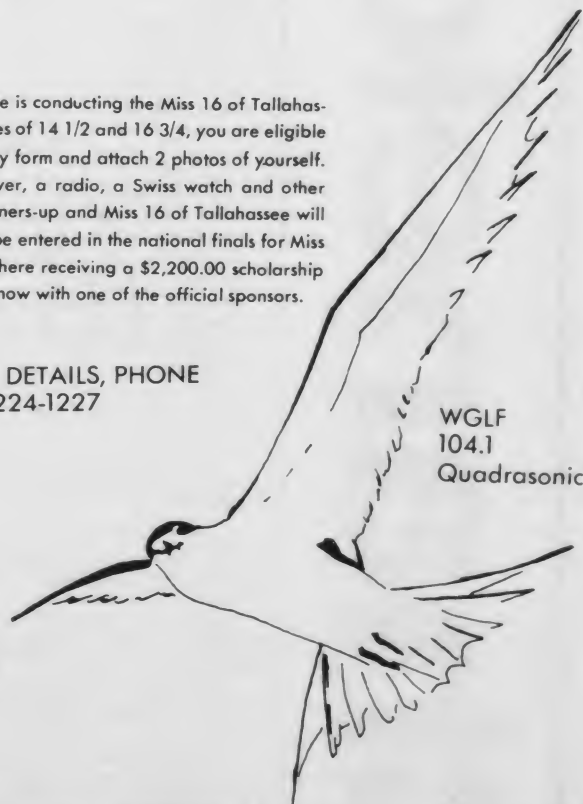 e is conducting the Miss 16 of Tallahas-
es of 14 1/2 and 16 3/4, you are eligible
y form and attach 2 photos of yourself.
ver, a radio, a Swiss watch and other
ners-up and Miss 16 of Tallahassee will
be entered in the national finals for Miss
here receiving a $2,200.00 scholarship
now with one of the official sponsors.
DETAILS, PHONE
224-1227
WGLF
104.1
Quadrasonic